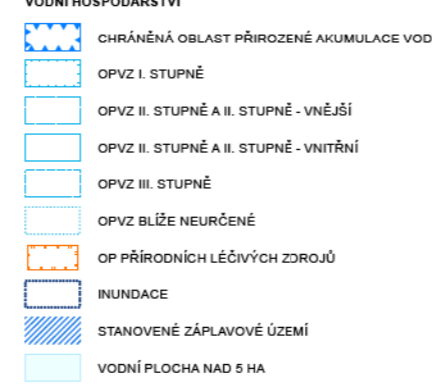 VODNÍ HOSPODÁŘSTVÍ
CHRÁNĚNÁ OBLAST PŘIROZENÉ AKUMULACE VOD
OPVZ I. STUPNĚ
OPVZ II. STUPNĚ A II. STUPNĚ - VNĚJŠÍ
OPVZ II. STUPNĚ A II. STUPNĚ - VNITŘNÍ
OPVZ III. STUPNĚ
OPVZ BLÍŽE NEURČENÉ
OP PŘÍRODNÍCH LÉČIVÝCH ZDROJŮ
INUNDACE
STANOVENÉ ZÁPLAVOVÉ ÚZEMÍ
VODNÍ PLOCHA NAD 5 HA